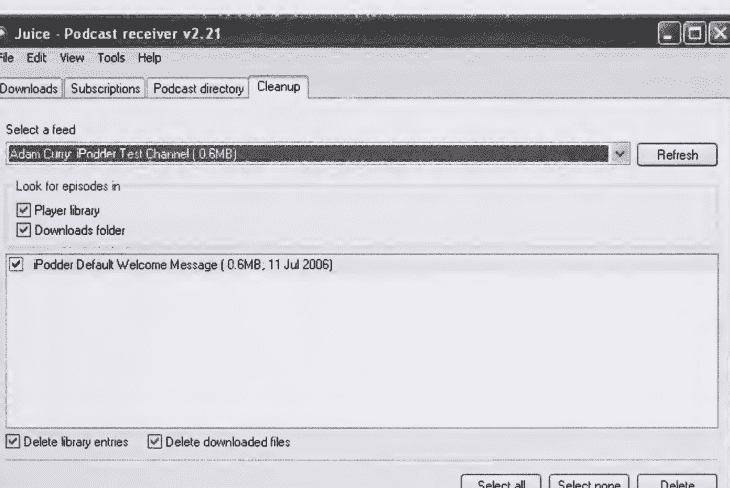 Juice - Podcast receiver v2.21
File Edit View Tools Help
Downloads Subscriptions Podcast directory Cleanup
Select a feed
Adam Curry: iPodder Test Channel ( 0.6MB) Refresh
Look for episodes in
Player library
Downloads folder
iPodder Default Welcome Message ( 0.6MB, 11 Jul 2006)
Delete library entries Delete downloaded files
Select all Select none Delete